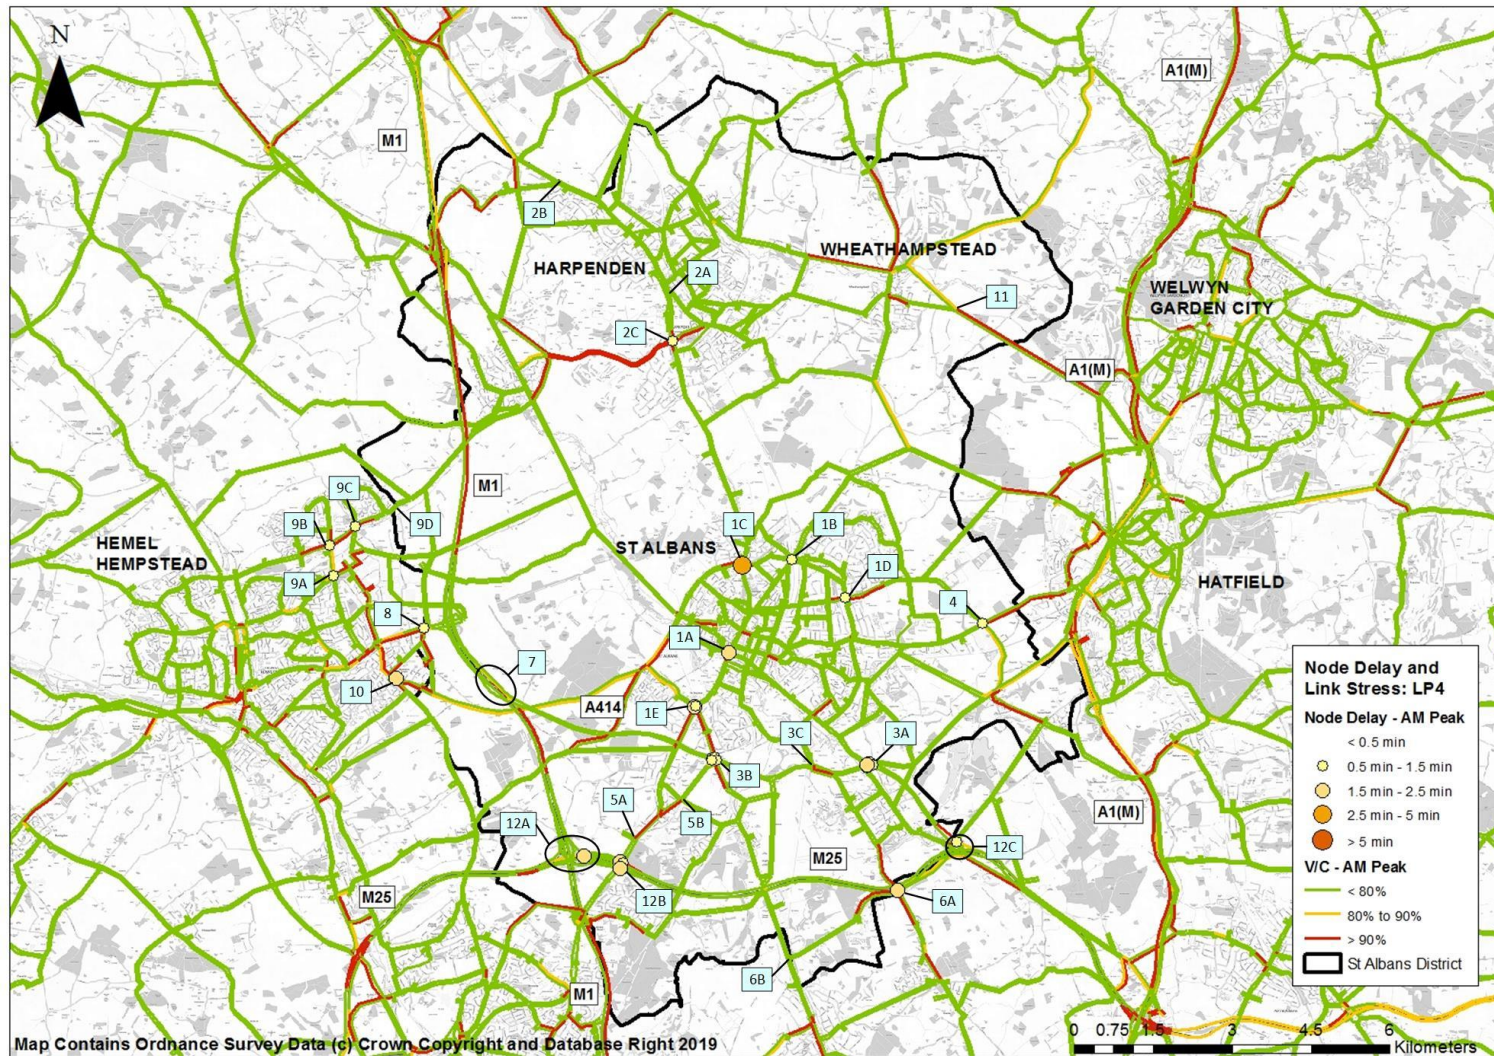 N
A1(M)
M1
2B
WHEATHAMPSTEAD
HARPENDEN
2A
11
WELWYN
GARDEN CITY
2C
A1(M)
M1
9C
9B
9D
1C
1B
HEMEL
HEMPSTEAD
ST ALBANS
1D
HATFIELD
9A
4
8
1A
7
10
A414
1E
3C
3A
3B
5A
5B
12A
A1(M)
12C
M25
M25
12B
6A
6B
M1
Node Delay and
Link Stress: LP4
Node Delay - AM Peak
< 0.5 min
0.5 min - 1.5 min
1.5 min - 2.5 min
2.5 min - 5 min
> 5 min
V/C - AM Peak
< 80%
80% to 90%
> 90%
St Albans District
0 0.75 1.5 3 4.5 6
Kilometers
Map Contains Ordnance Survey Data (c) Crown Copyright and Database Right 2019